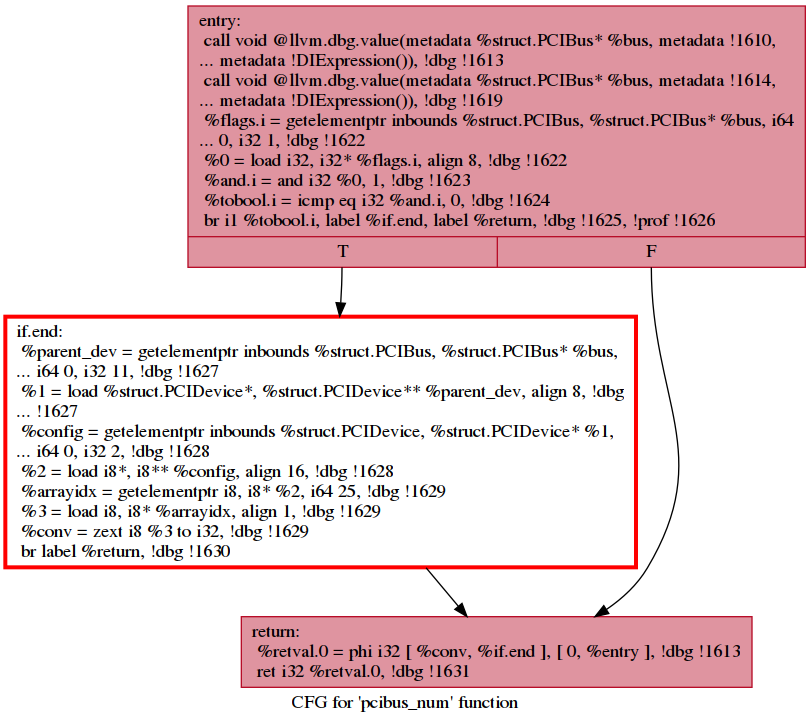 entry:
call void @llvm.dbg.value(metadata %struct.PCIBus* %bus, metadata !1610,
... metadata !DIExpression()), !dbg !1613
call void @llvm.dbg.value(metadata %struct.PCIBus* %bus, metadata !1614,
... metadata !DIExpression()), !dbg !1619
%flags.i = getelementptr inbounds %struct.PCIBus, %struct.PCIBus* %bus, i64
... 0, i32 1, !dbg !1622
%0 = load i32, i32* %flags.i, align 8, !dbg !1622
%and.i = and i32 %0, 1, !dbg !1623
%tobool.i = icmp eq i32 %and.i, 0, !dbg !1624
br i1 %tobool.i, label %if.end, label %return, !dbg !1625, !prof !1626
T F
if.end:
%parent_dev = getelementptr inbounds %struct.PCIBus, %struct.PCIBus* %bus,
... i64 0, i32 11, !dbg !1627
%1 = load %struct.PCIDevice*, %struct.PCIDevice** %parent_dev, align 8, !dbg
... !1627
%config = getelementptr inbounds %struct.PCIDevice, %struct.PCIDevice* %1,
... i64 0, i32 2, !dbg !1628
%2 = load i8*, i8** %config, align 16, !dbg !1628
%arrayidx = getelementptr i8, i8* %2, i64 25, !dbg !1629
%3 = load i8, i8* %arrayidx, align 1, !dbg !1629
%conv = zext i8 %3 to i32, !dbg !1629
br label %return, !dbg !1630
return:
%retval.0 = phi i32 [ %conv, %if.end ], [ 0, %entry ], !dbg !1613
ret i32 %retval.0, !dbg !1631
CFG for 'pcibus_num' function